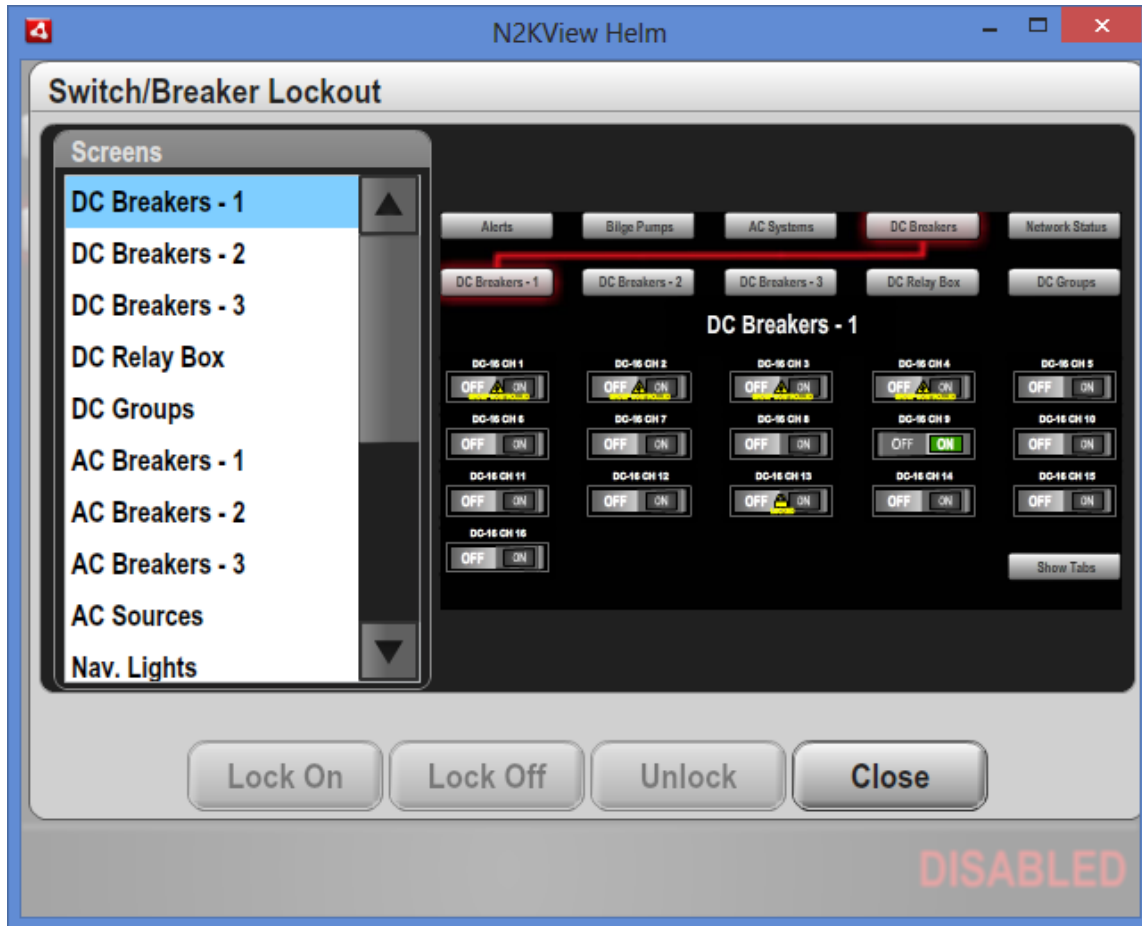 N2KView Helm
Switch/Breaker Lockout
Screens
DC Breakers - 1
DC Breakers - 2
DC Breakers - 3
DC Relay Box
DC Groups
AC Breakers - 1
AC Breakers - 2
AC Breakers - 3
AC Sources
Nav. Lights
Alerts Bilge Pumps AC Systems DC Breakers Network Status
DC Breakers - 1 DC Breakers - 2 DC Breakers - 3 DC Relay Box DC Groups
DC Breakers - 1
DC-16 CH 1 DC-16 CH 2 DC-16 CH 3 DC-16 CH 4 DC-16 CH 5
OFF ON OFF ON OFF ON OFF ON OFF ON
DC-16 CH 6 DC-16 CH 7 DC-16 CH 8 DC-16 CH 9 DC-16 CH 10
OFF ON OFF ON OFF ON OFF ON OFF ON
DC-16 CH 11 DC-16 CH 12 DC-16 CH 13 DC-16 CH 14 DC-16 CH 15
OFF ON OFF ON OFF ON OFF ON OFF ON
DC-16 CH 16
OFF ON
Show Tabs
Lock On Lock Off Unlock Close
DISABLED